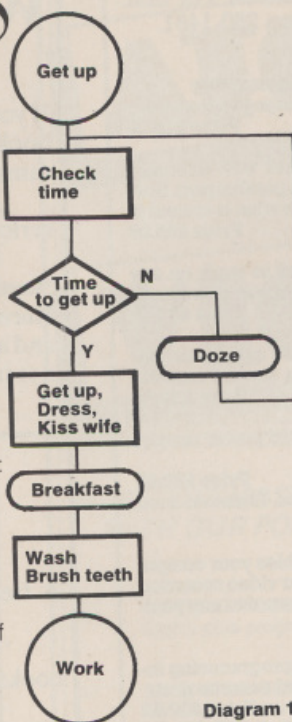 Get up
Check
time
Time
to get up
N
Doze
Y
Get up,
Dress,
Kiss wife
Breakfast
Wash
Brush teeth
Work
Diagram 1